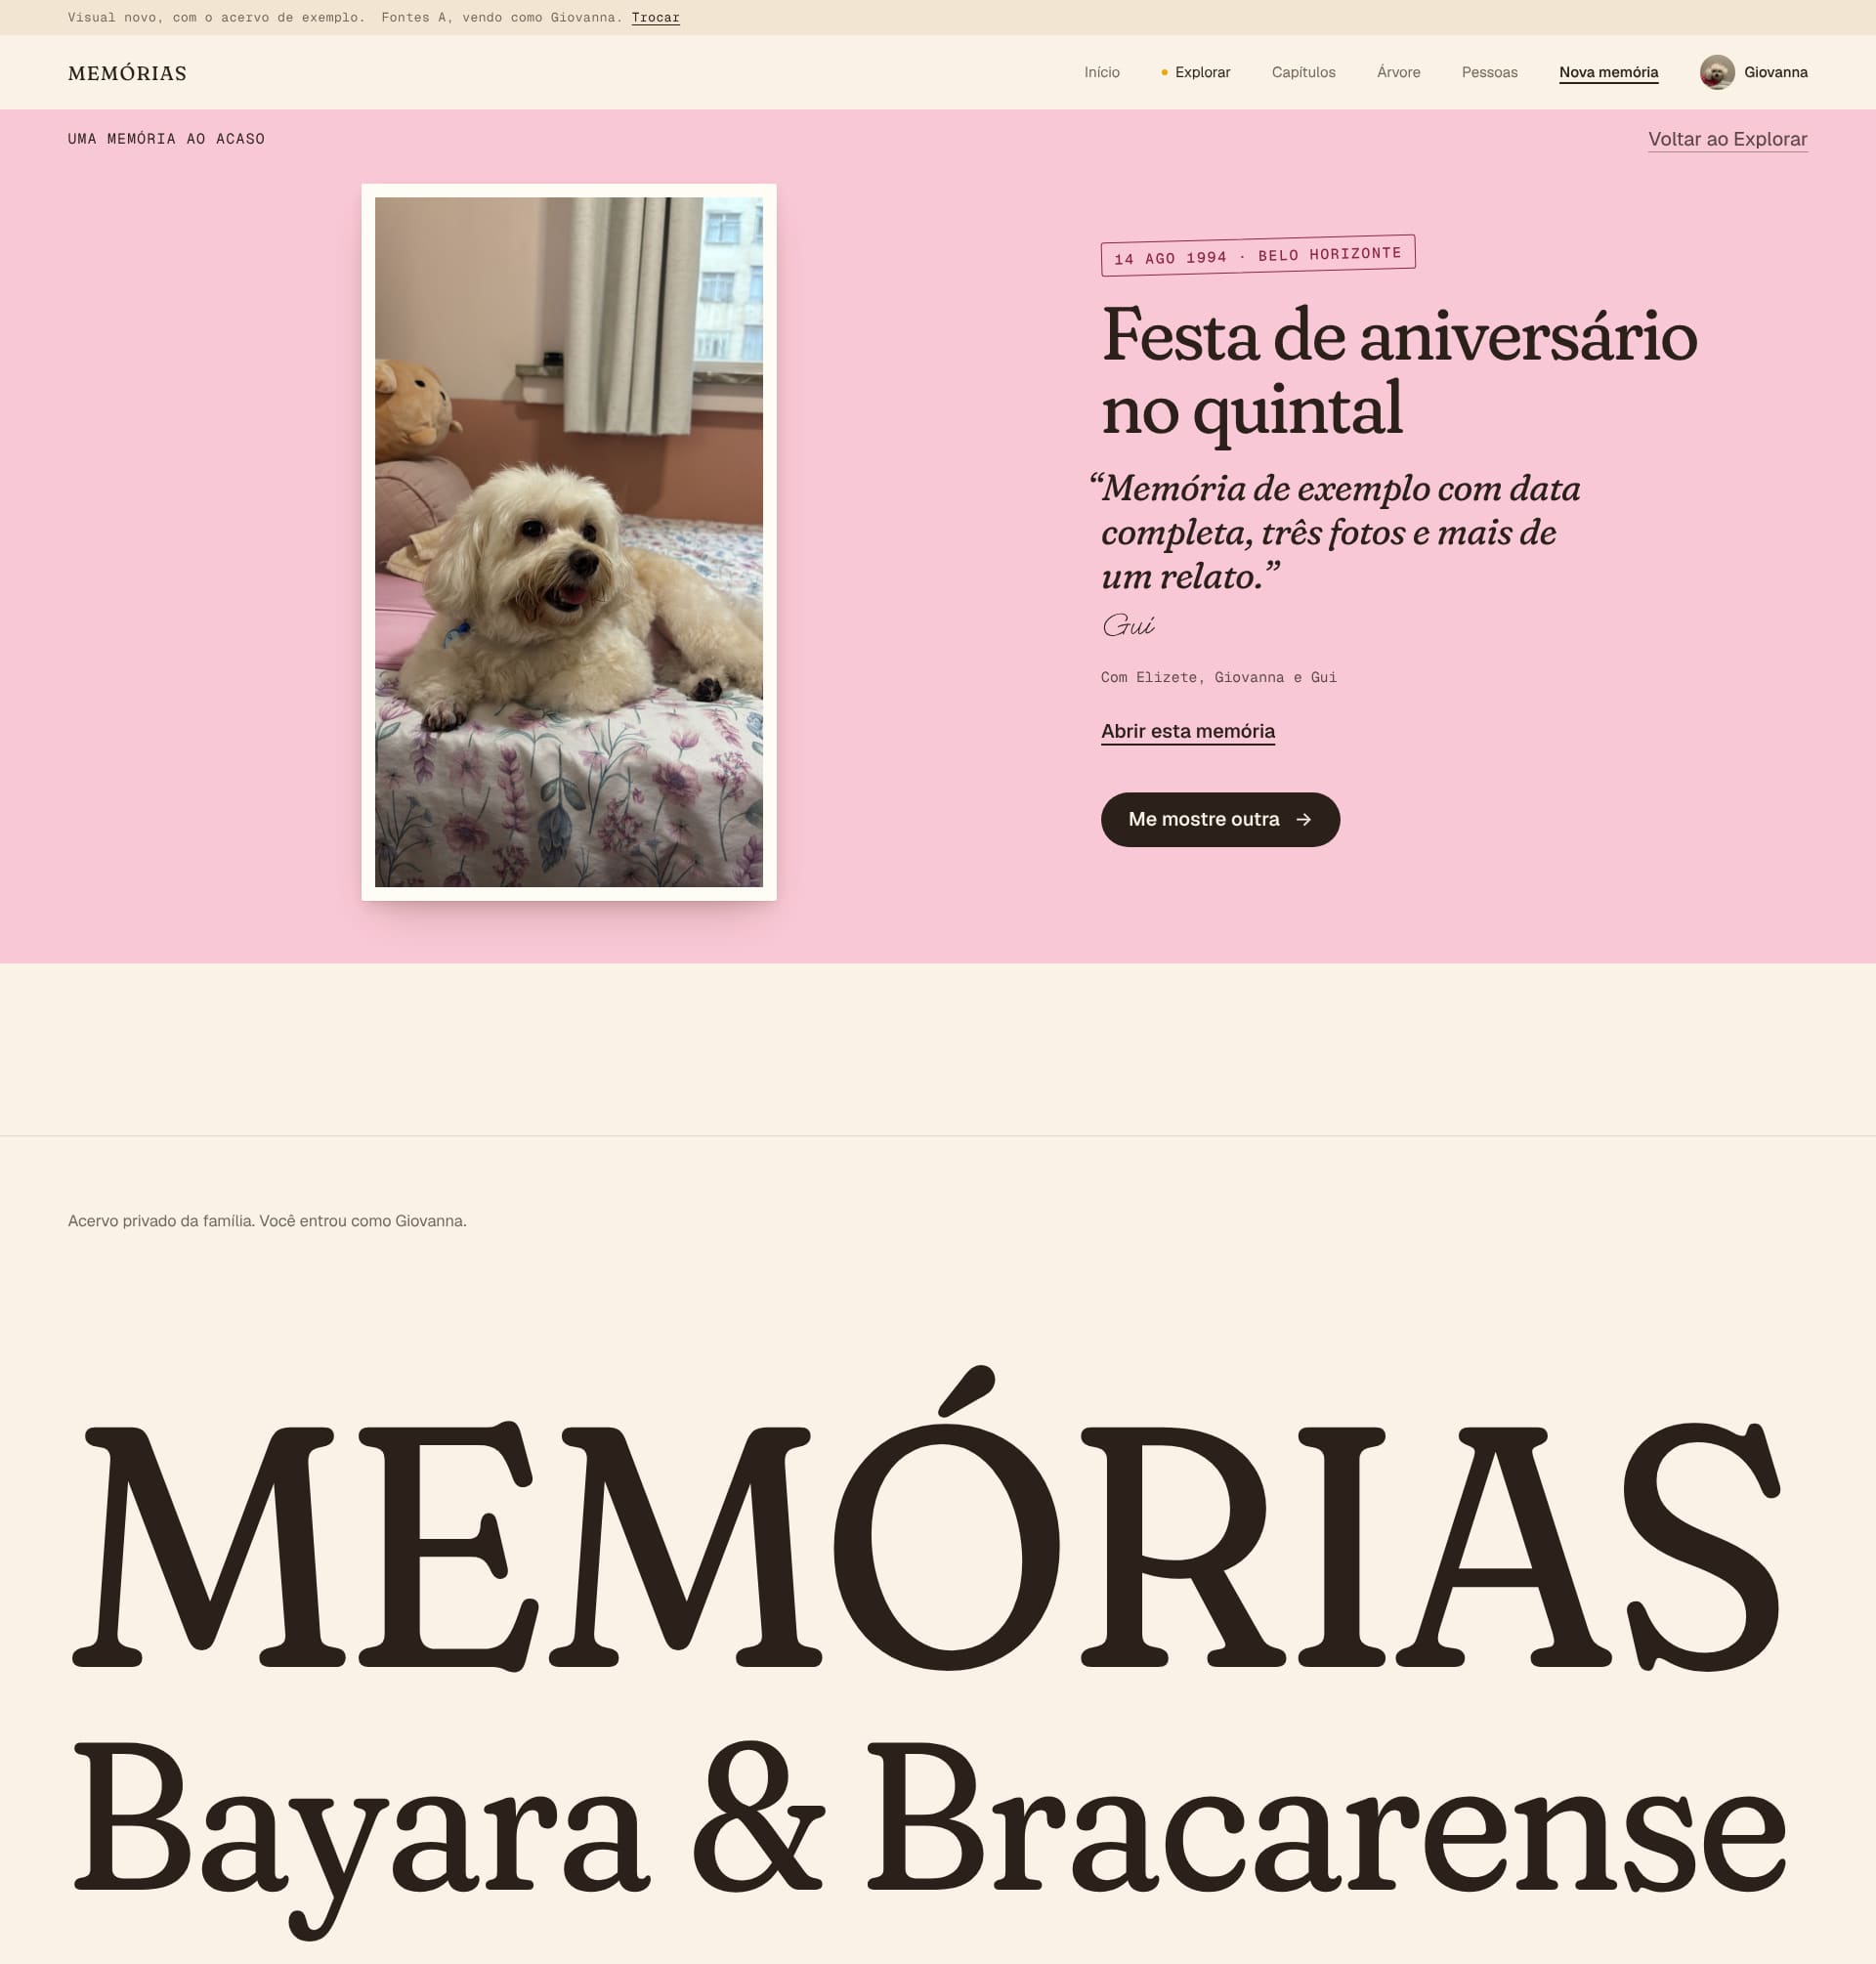 Visual novo, com o acervo de exemplo. Fontes A, vendo como Giovanna. Trocar
MEMÓRIAS
Início
Explorar
Capítulos
Árvore
Pessoas
Nova memória
Giovanna
UMA MEMÓRIA AO ACASO
Voltar ao Explorar
14 AGO 1994 · BELO HORIZONTE
Festa de aniversário
no quintal
“Memória de exemplo com data
completa, três fotos e mais de
um relato.”
Gui
Com Elizete, Giovanna e Gui
Abrir esta memória
Me mostre outra →
Acervo privado da família. Você entrou como Giovanna.
MEMÓRIAS
Bayara & Bracarense